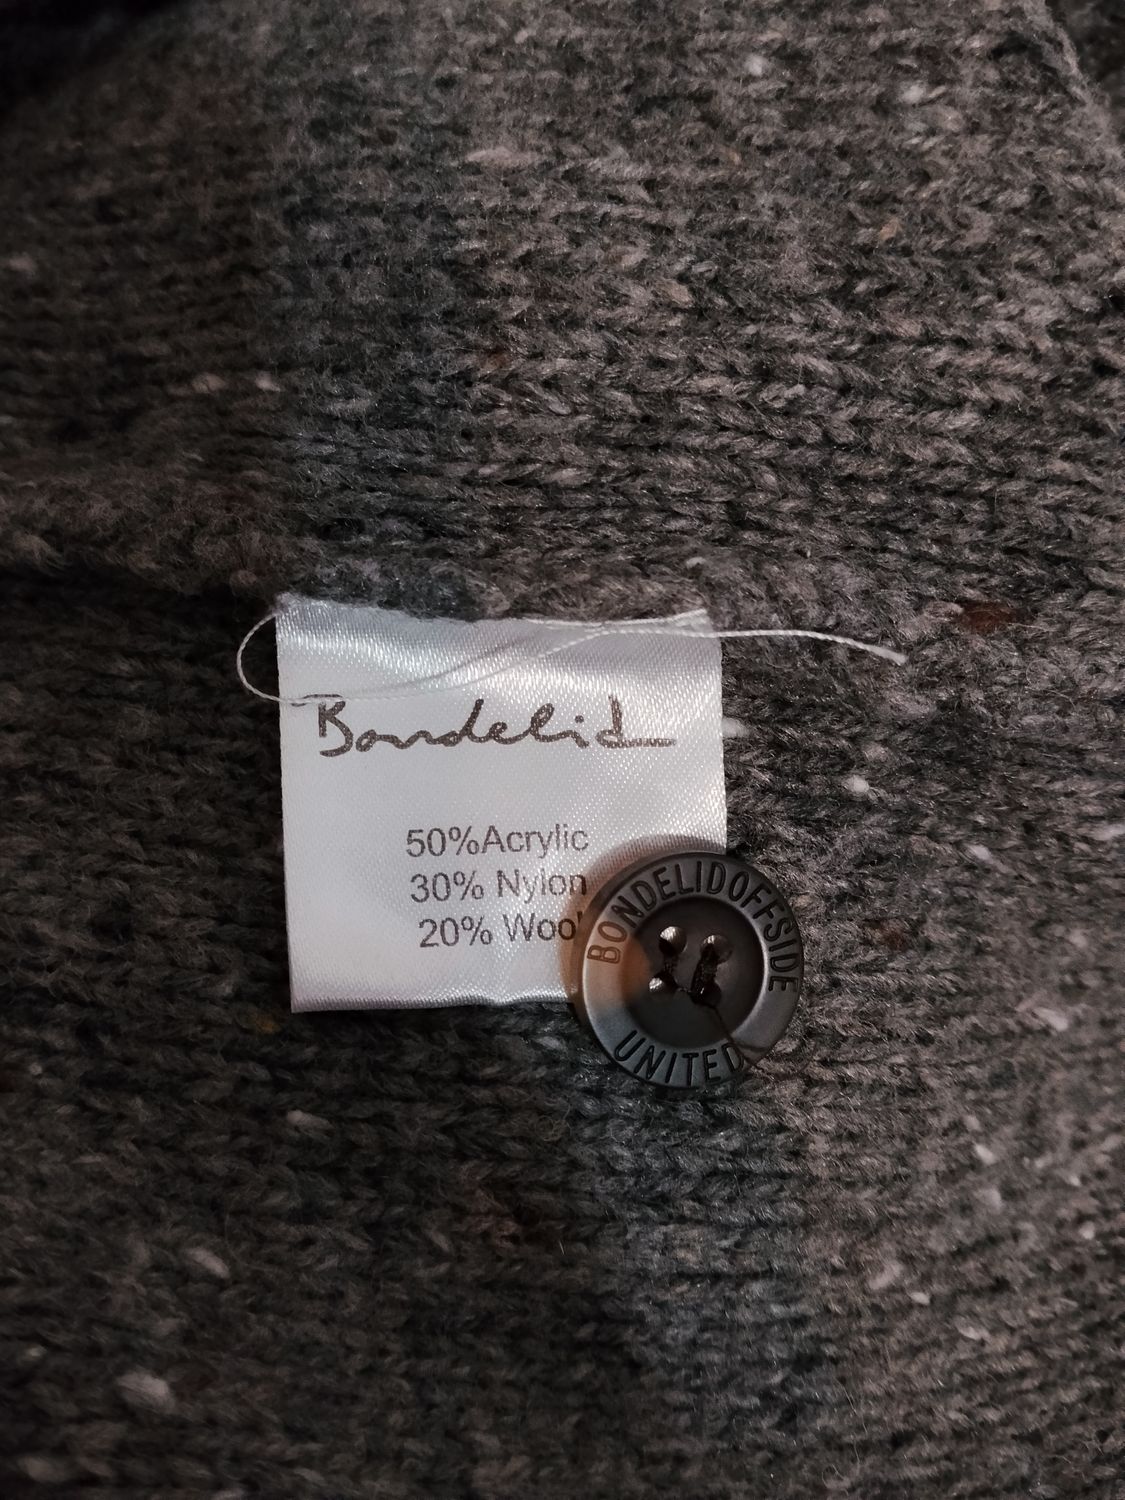 Bondelid
50%Acrylic
30% Nylon
20% Wool
BONDELIDOFFSIDE
UNITED